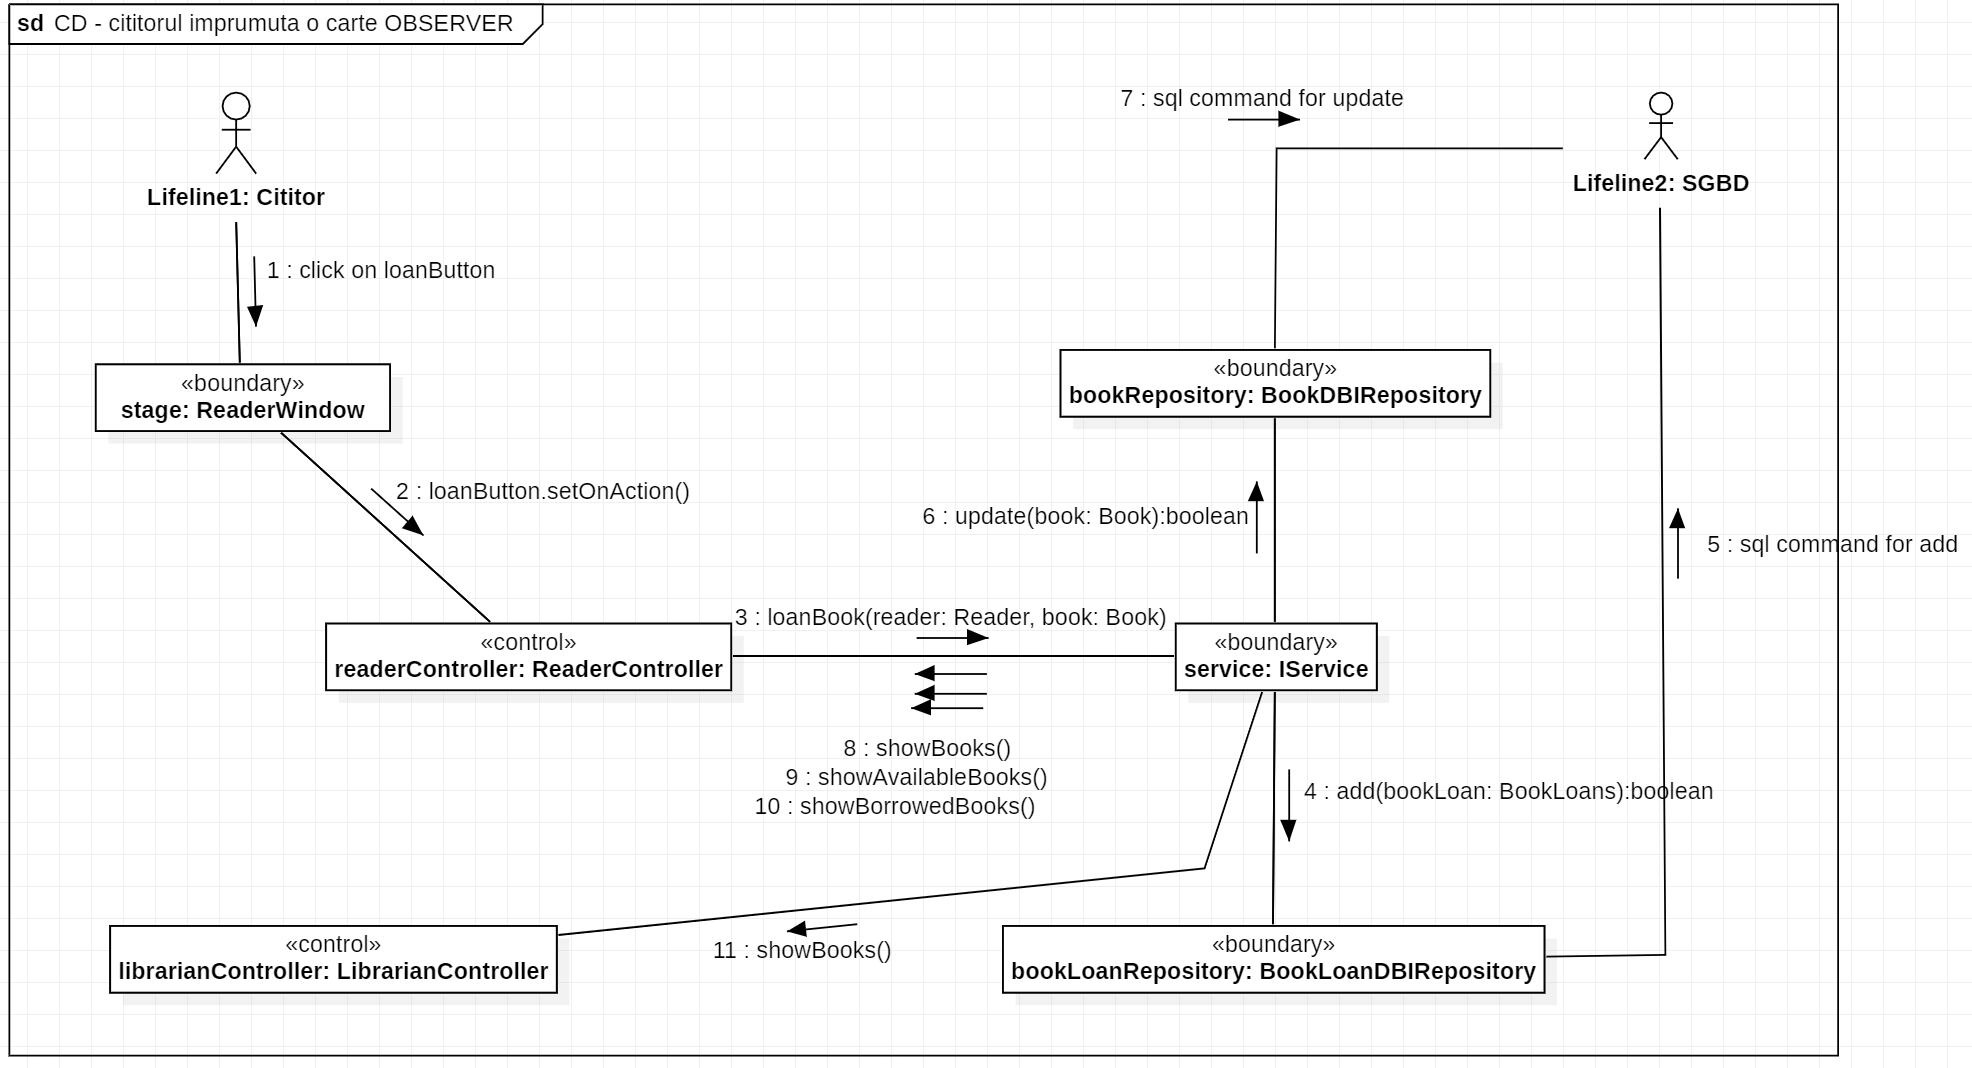 sd CD - cititorul imprumuta o carte OBSERVER
7 : sql command for update
Lifeline1: Cititor
Lifeline2: SGBD
1 : click on loanButton
«boundary»
stage: ReaderWindow
«boundary»
bookRepository: BookDBIRepository
2 : loanButton.setOnAction()
6 : update(book: Book):boolean
5 : sql command for add
3 : loanBook(reader: Reader, book: Book)
«control»
readerController: ReaderController
«boundary»
service: IService
8 : showBooks()
9 : showAvailableBooks()
10 : showBorrowedBooks()
4 : add(bookLoan: BookLoans):boolean
«control»
librarianController: LibrarianController
11 : showBooks()
«boundary»
bookLoanRepository: BookLoanDBIRepository